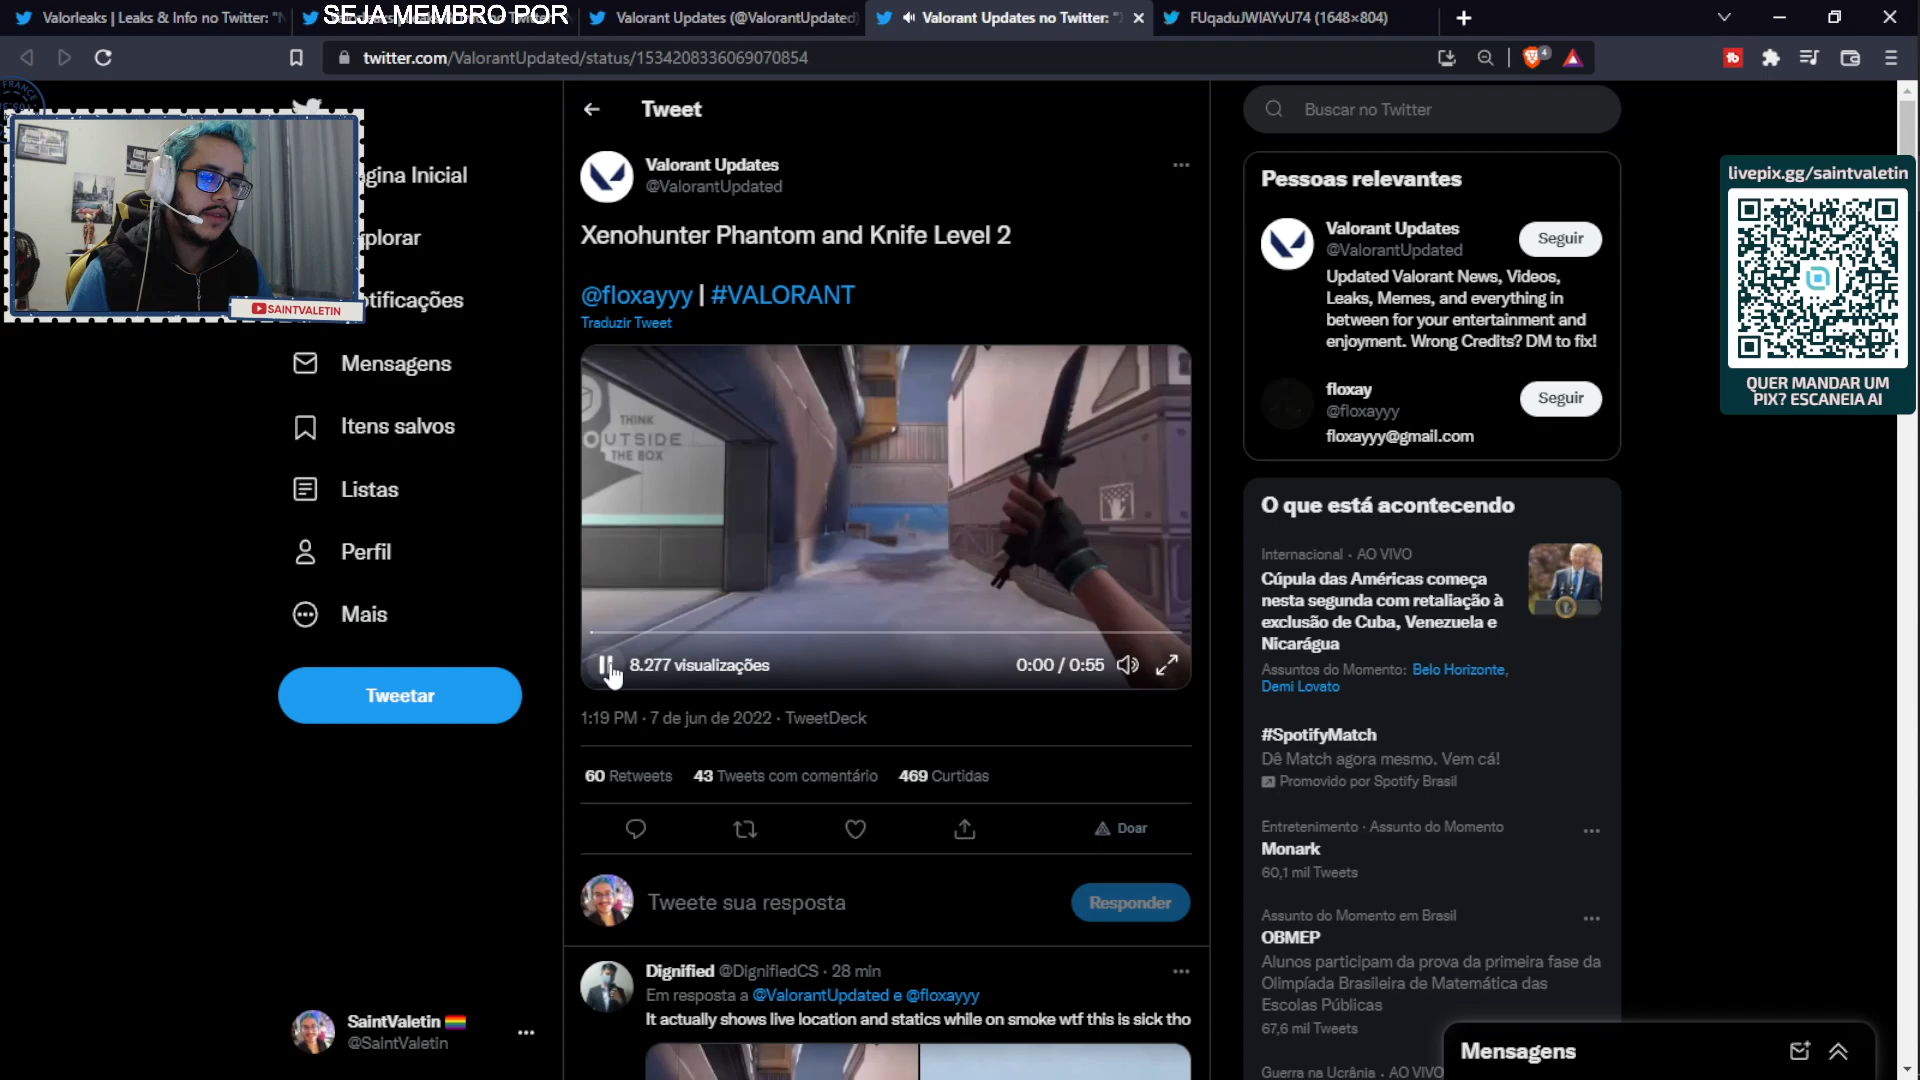 Valorleaks | Leaks & Info no Twitter: "
SEJA MEMBRO POR
Valorant Updates (@ValorantUpdated)
Valorant Updates no Twitter: "
FUqaduJWIAYvU74 (1648×804)
twitter.com/ValorantUpdated/status/1534208336069070854
4
SAINTVALETIN
gina Inicial
plorar
tificações
Mensagens
Itens salvos
Listas
Perfil
Mais
Tweetar
SaintValetin
@SaintValetin
Tweet
Valorant Updates
@ValorantUpdated
Xenohunter Phantom and Knife Level 2
@floxayyy | #VALORANT
Traduzir Tweet
THINK
OUTSIDE
THE BOX
8.277 visualizações
0:00 / 0:55
1:19 PM · 7 de jun de 2022 · TweetDeck
60 Retweets 43 Tweets com comentário 469 Curtidas
Doar
Tweete sua resposta
Responder
Dignified @DignifiedCS · 28 min
Em resposta a @ValorantUpdated e @floxayyy
It actually shows live location and statics while on smoke wtf this is sick tho
Buscar no Twitter
Pessoas relevantes
Valorant Updates
@ValorantUpdated
Seguir
Updated Valorant News, Videos,
Leaks, Memes, and everything in
between for your entertainment and
enjoyment. Wrong Credits? DM to fix!
floxay
@floxayyy
Seguir
floxayyy@gmail.com
O que está acontecendo
Internacional · AO VIVO
Cúpula das Américas começa
nesta segunda com retaliação à
exclusão de Cuba, Venezuela e
Nicarágua
Assuntos do Momento: Belo Horizonte,
Demi Lovato
#SpotifyMatch
Dê Match agora mesmo. Vem cá!
Promovido por Spotify Brasil
Entretenimento · Assunto do Momento
Monark
60,1 mil Tweets
Assunto do Momento em Brasil
OBMEP
Alunos participam da prova da primeira fase da
Olimpíada Brasileira de Matemática das
Escolas Públicas
67,6 mil Tweets
Guerra na Ucrânia · AO VIVO
Mensagens
livepix.gg/saintvaletin
QUER MANDAR UM
PIX? ESCANEIA AI